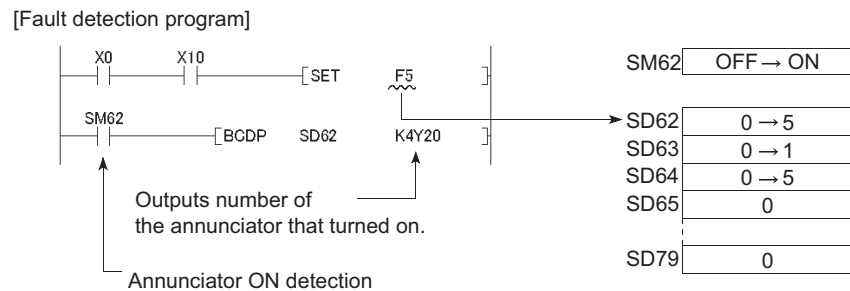 [Fault detection program]
X0 X10
[SET F5 ]
SM62
[BCDP SD62 K4Y20 ]
Outputs number of
the annunciator that turned on.
Annunciator ON detection
SM62 OFF → ON
SD62 0 → 5
SD63 0 → 1
SD64 0 → 5
SD65 0
SD79 0